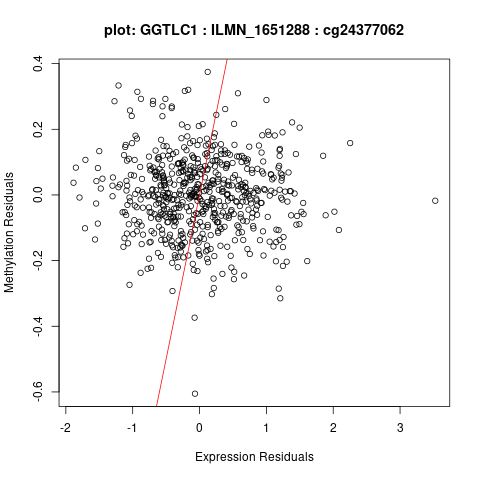 plot: GGTLC1 : ILMN_1651288 : cg24377062
Methylation Residuals
0.4
0.2
0.0
-0.2
-0.4
-0.6
-2 -1 0 1 2 3
Expression Residuals